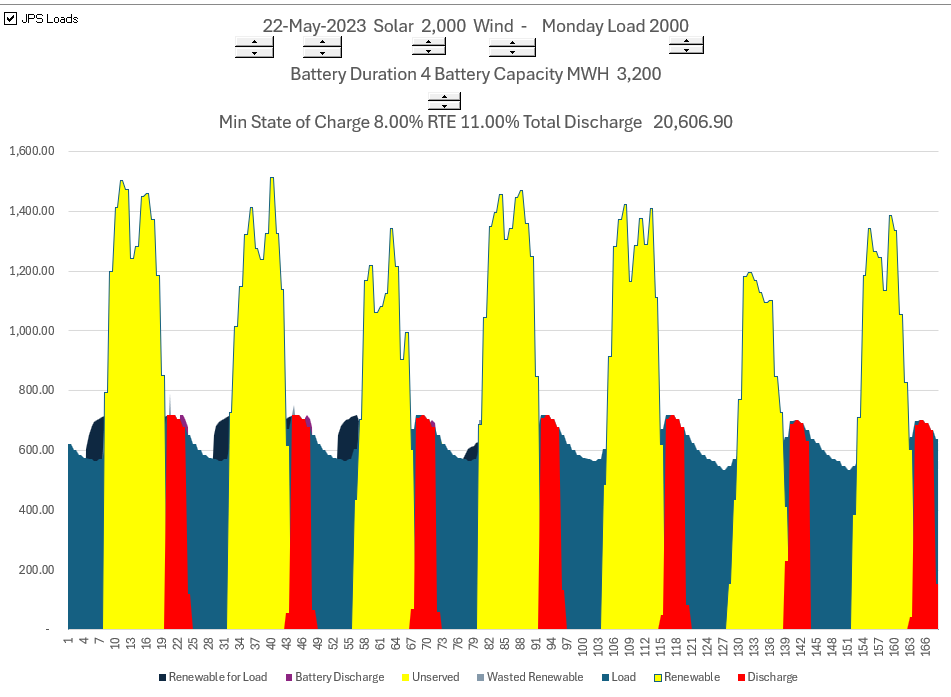 JPS Loads
22-May-2023 Solar 2,000 Wind - Monday Load 2000
Battery Duration 4 Battery Capacity MWH 3,200
Min State of Charge 8.00% RTE 11.00% Total Discharge 20,606.90
1,600.00
1,400.00
1,200.00
1,000.00
800.00
600.00
400.00
200.00
-
1 4 7 10 13 16 19 22 25 28 31 34 37 40 43 46 49 52 55 58 61 64 67 70 73 76 79 82 85 88 91 94 97 100 103 106 109 112 115 118 121 124 127 130 133 136 139 142 145 148 151 154 157 160 163 166
Renewable for Load Battery Discharge Unserved Wasted Renewable Load Renewable Discharge